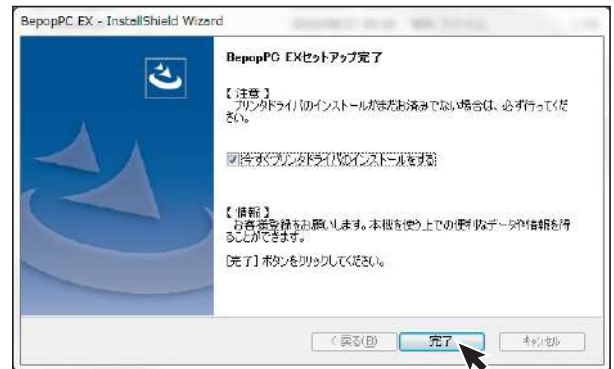 BepopPC EX - InstallShield Wizard
BepopPC EXセットアップ完了
【 注意 】
プリンタドライバのインストールがまだお済みでない場合は、必ず行ってくだ
さい。
今すぐプリンタドライバのインストールをする
【 情報 】
お客様登録をお願いします。本機を使う上での便利なデータや情報を得
ることができます。
[完了] ボタンをクリックしてください。
< 戻る(B)
完了
キャンセル